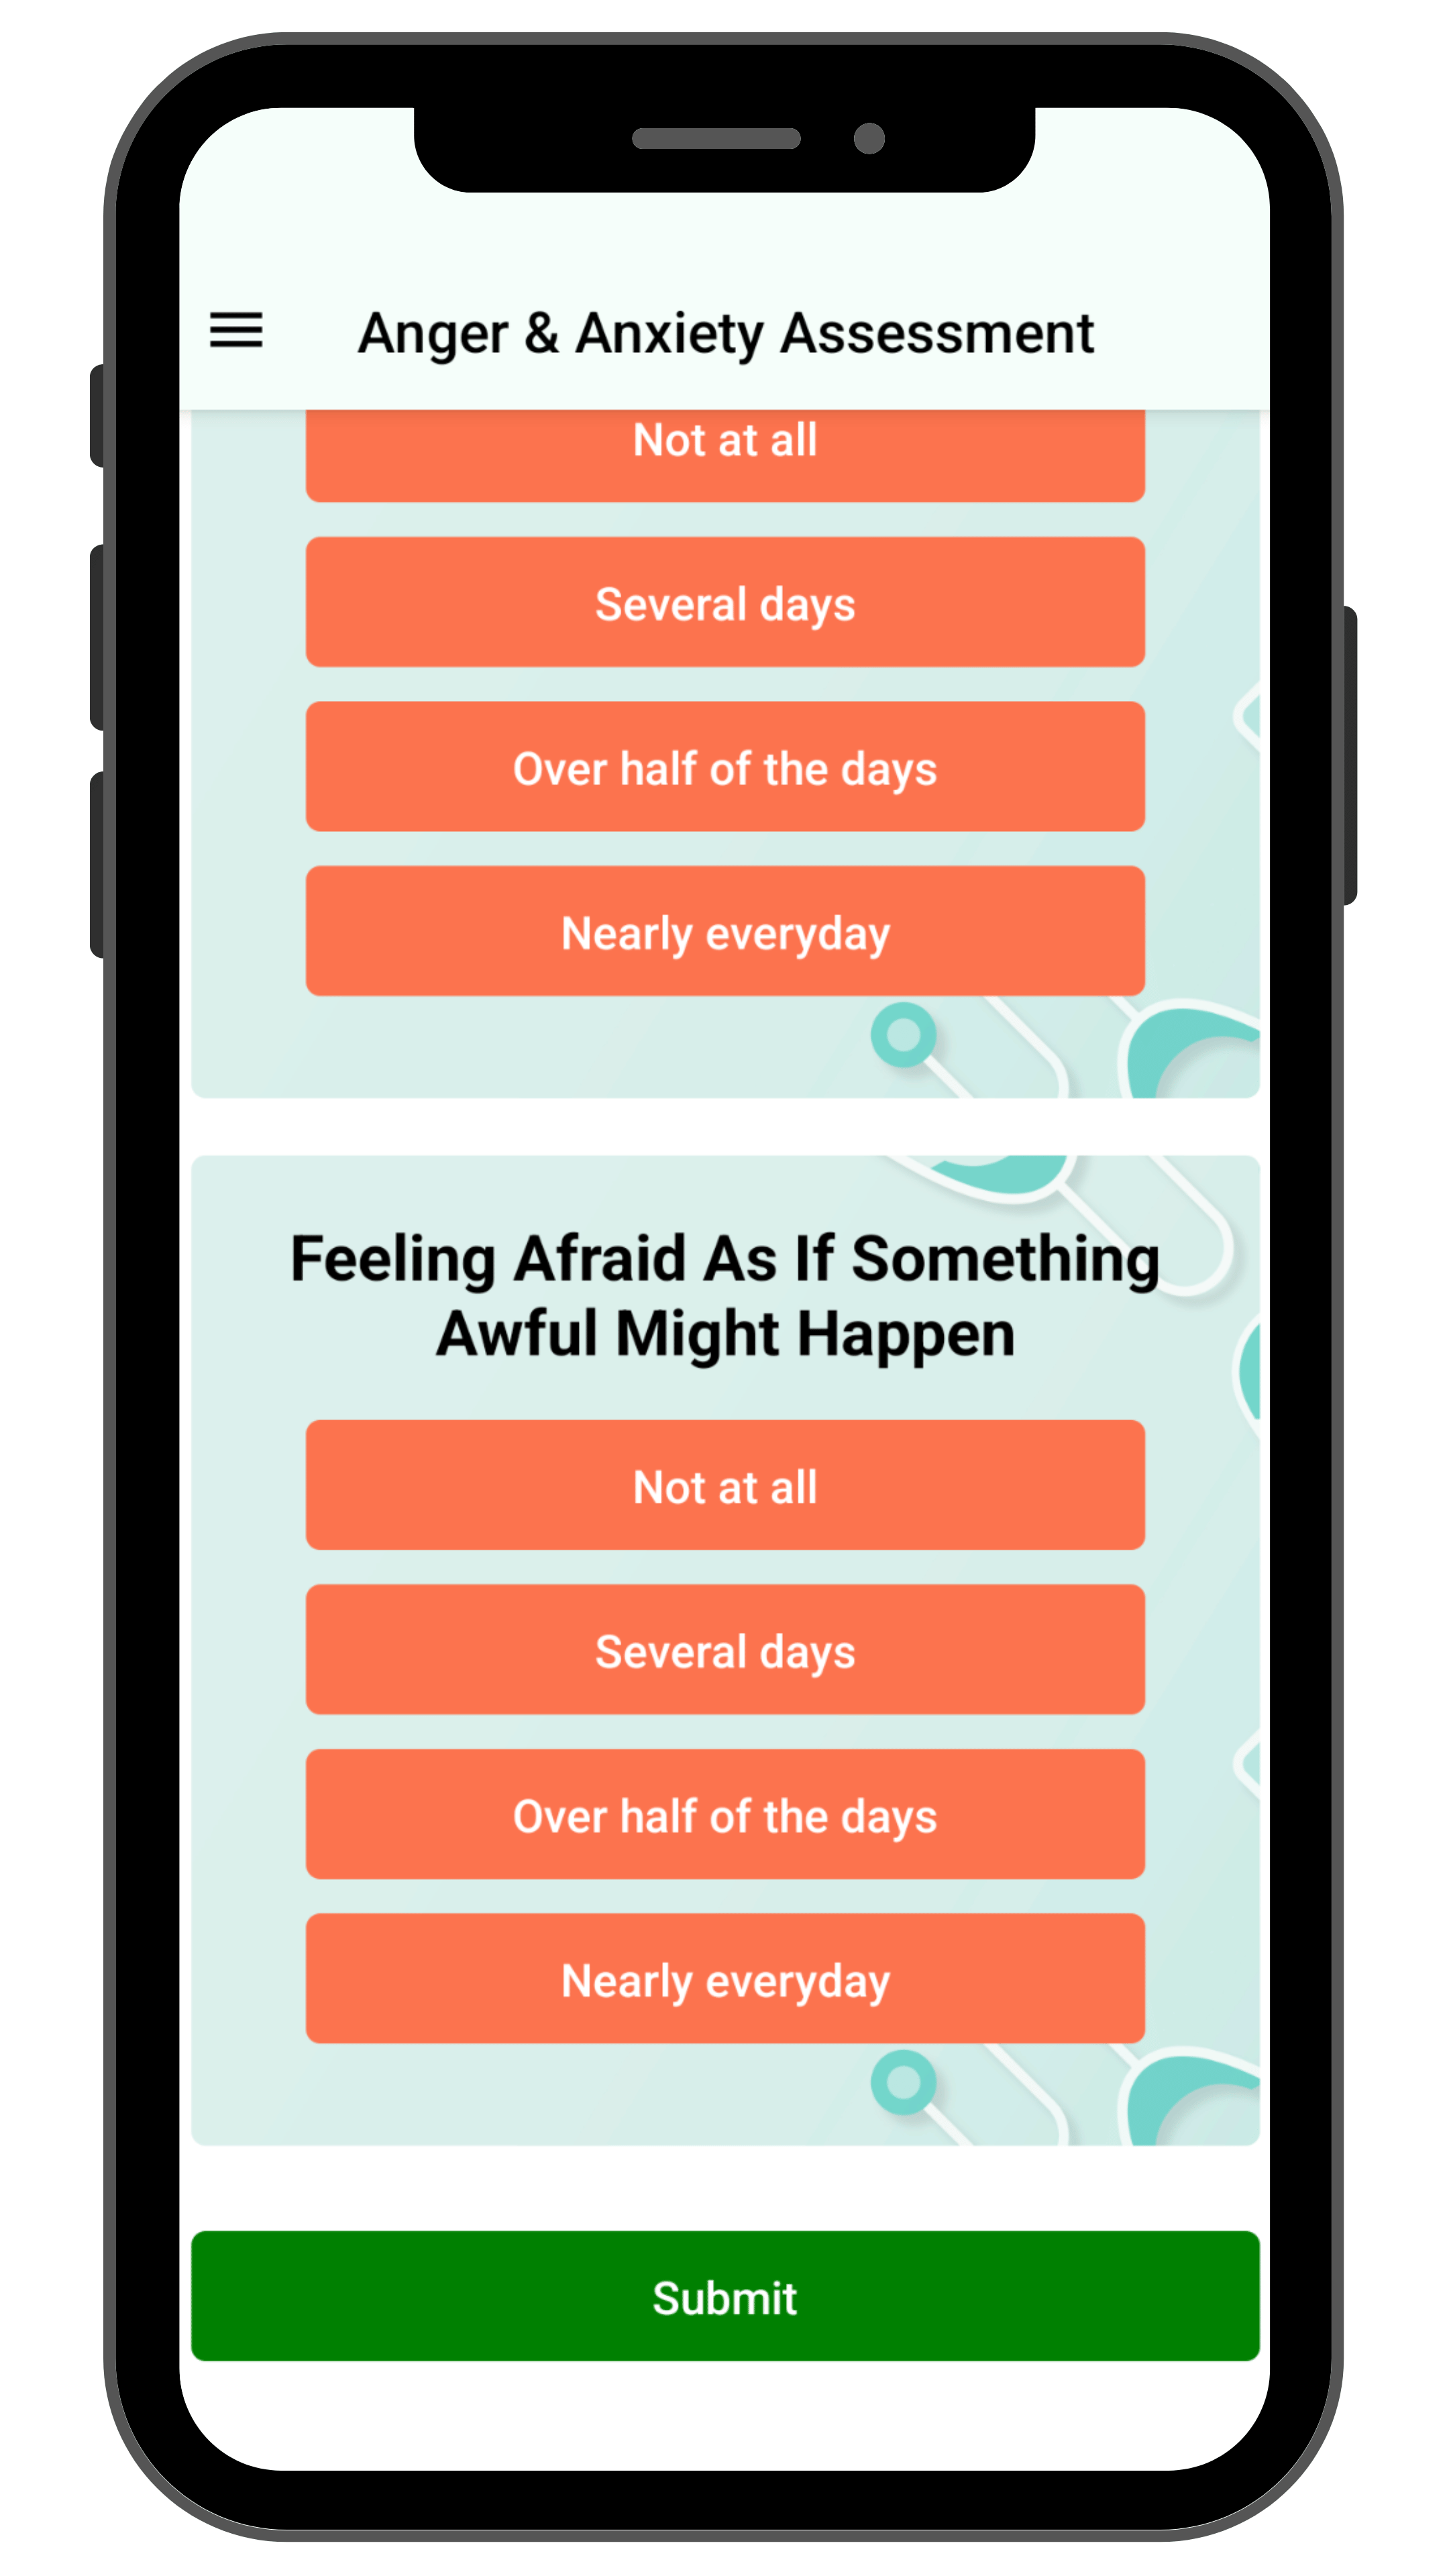 Anger & Anxiety Assessment
Not at all
Several days
Over half of the days
Nearly everyday
Feeling Afraid As If Something
Awful Might Happen
Not at all
Several days
Over half of the days
Nearly everyday
Submit